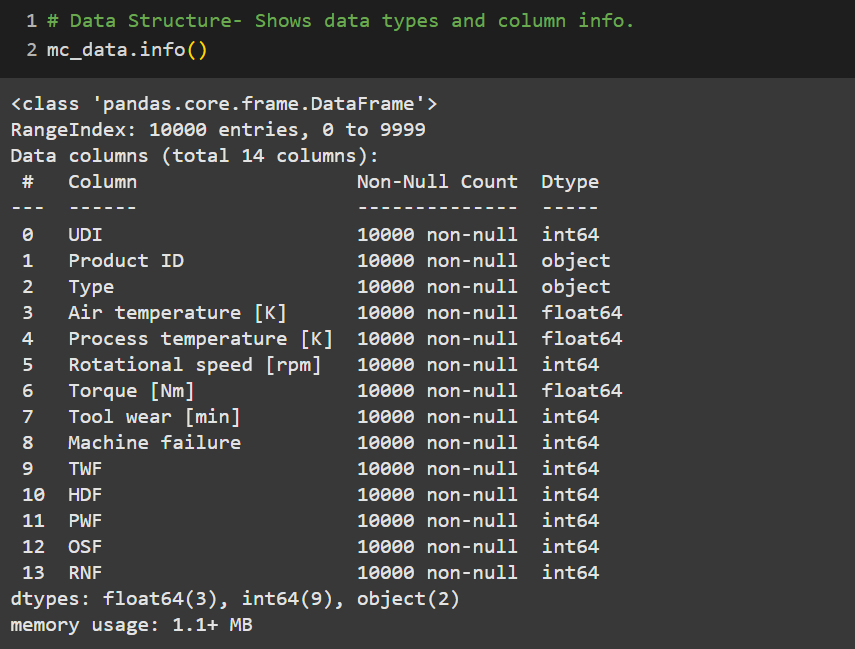 1 # Data Structure- Shows data types and column info.
2 mc_data.info()
<class 'pandas.core.frame.DataFrame'>
RangeIndex: 10000 entries, 0 to 9999
Data columns (total 14 columns):
 #   Column                   Non-Null Count  Dtype
---  ------                   --------------  -----
 0   UDI                      10000 non-null  int64
 1   Product ID               10000 non-null  object
 2   Type                     10000 non-null  object
 3   Air temperature [K]      10000 non-null  float64
 4   Process temperature [K]  10000 non-null  float64
 5   Rotational speed [rpm]   10000 non-null  int64
 6   Torque [Nm]              10000 non-null  float64
 7   Tool wear [min]          10000 non-null  int64
 8   Machine failure          10000 non-null  int64
 9   TWF                      10000 non-null  int64
 10  HDF                      10000 non-null  int64
 11  PWF                      10000 non-null  int64
 12  OSF                      10000 non-null  int64
 13  RNF                      10000 non-null  int64
dtypes: float64(3), int64(9), object(2)
memory usage: 1.1+ MB